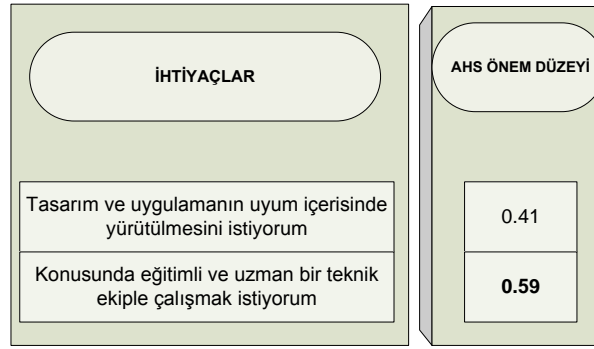 İHTİYAÇLAR
AHS ÖNEM DÜZEYİ
Tasarım ve uygulamanın uyum içerisinde
yürütülmesini istiyorum
0.41
Konusunda eğitimli ve uzman bir teknik
ekiple çalışmak istiyorum
0.59